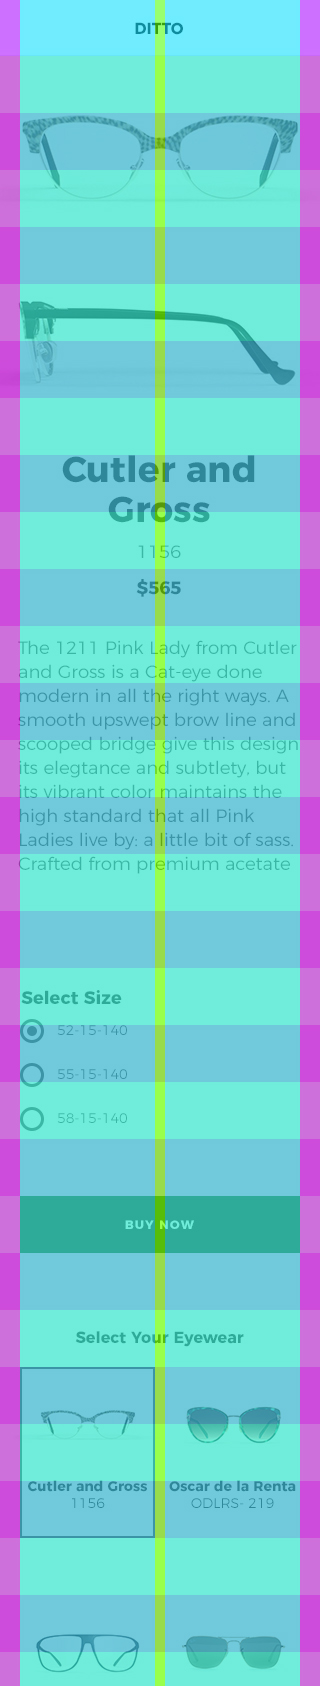 DITTO
Cutler and
Gross
1156
$565
The 1211 Pink Lady from Cutler
and Gross is a Cat-eye done
modern in all the right ways. A
smooth upswept brow line and
scooped bridge give this design
its elegtance and subtlety, but
its vibrant color maintains the
high standard that all Pink
Ladies live by: a little bit of sass.
Crafted from premium acetate
Select Size
52-15-140
55-15-140
58-15-140
BUY NOW
Select Your Eyewear
Cutler and Gross
1156
Oscar de la Renta
ODLRS- 219